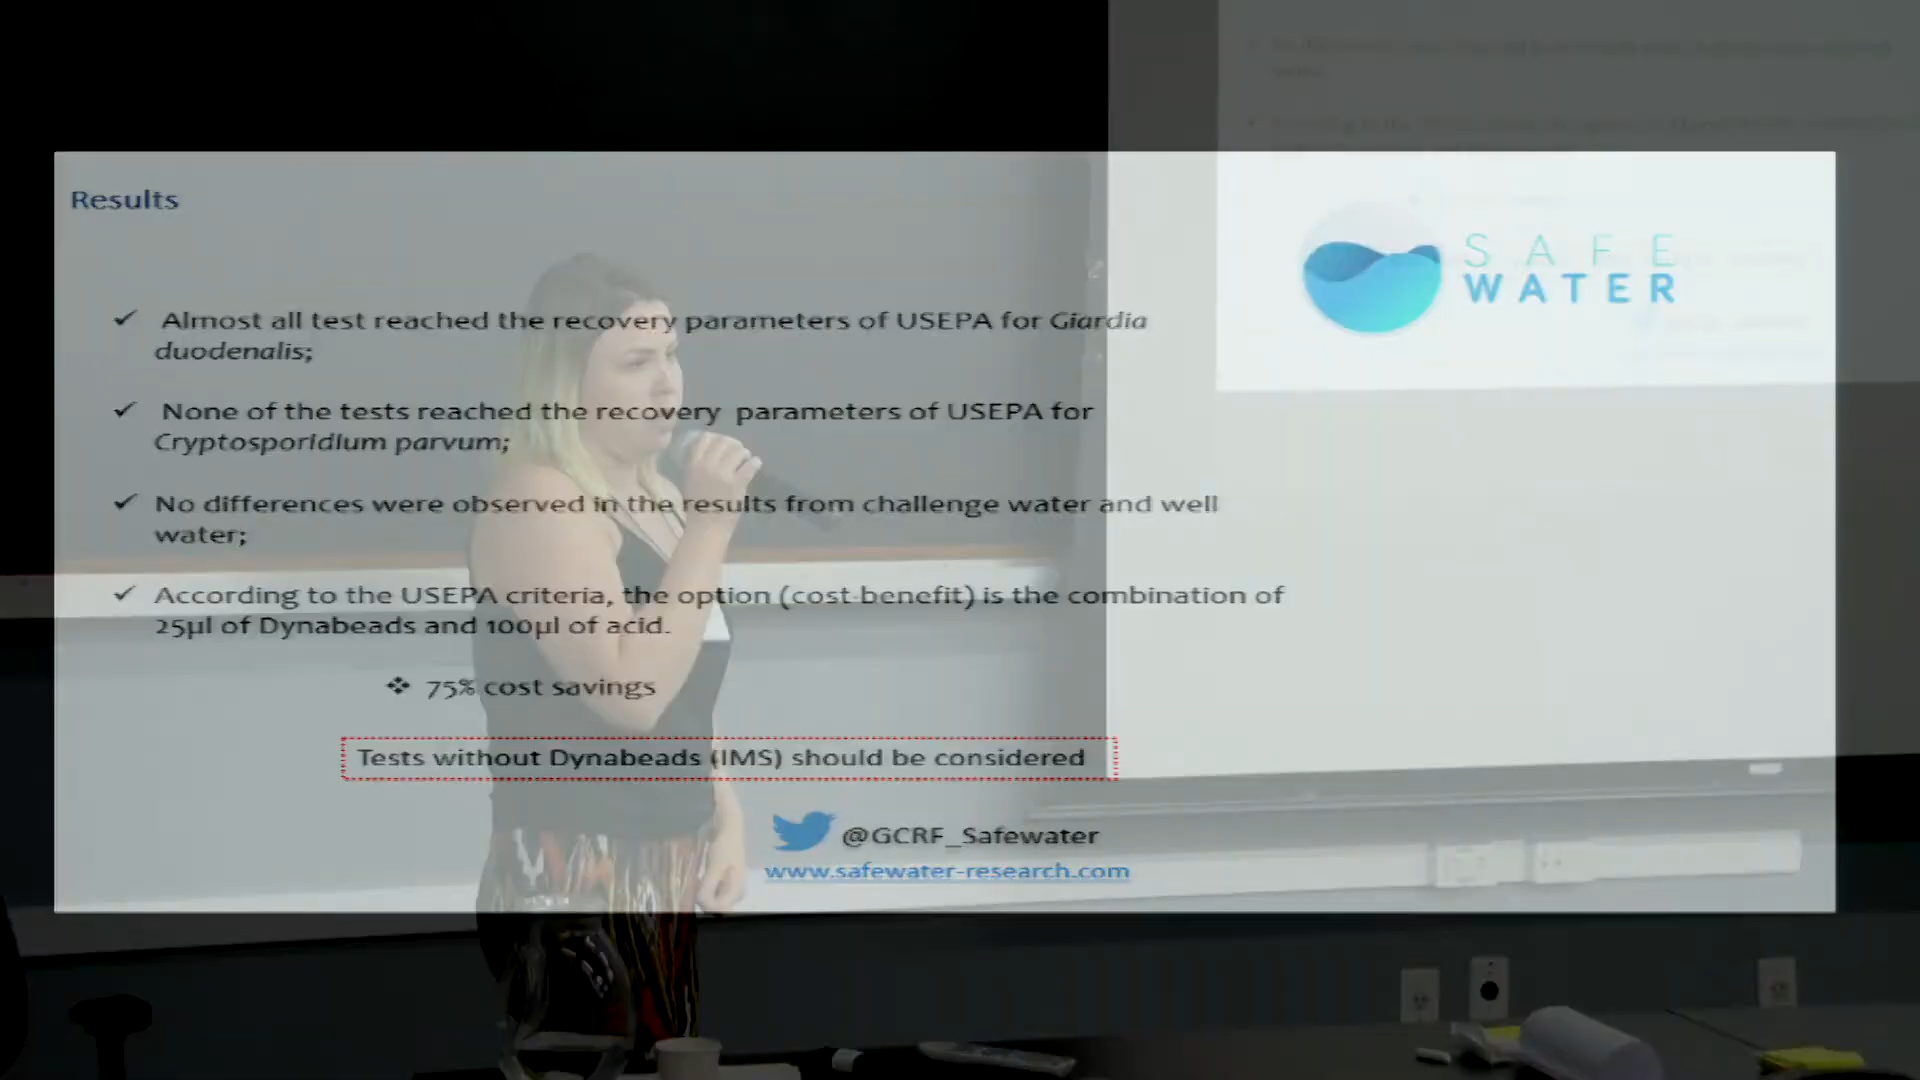 Results
SAFE
WATER
✓ Almost all test reached the recovery parameters of USEPA for Giardia
duodenalis;
✓ None of the tests reached the recovery parameters of USEPA for
Cryptosporidium parvum;
✓ No differences were observed in the results from challenge water and well
water;
✓ According to the USEPA criteria, the option (cost-benefit) is the combination of
25µl of Dynabeads and 100µl of acid.
❖ 75% cost savings
Tests without Dynabeads (IMS) should be considered
@GCRF_Safewater
www.safewater-research.com